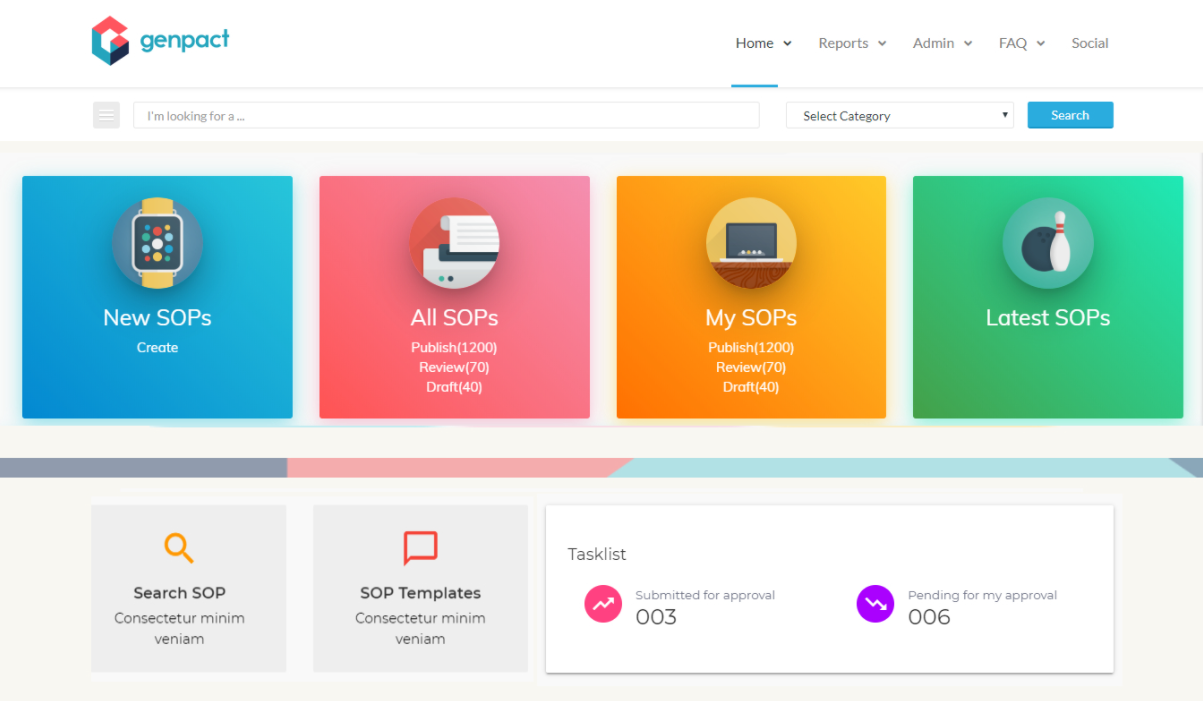 genpact
Home
Reports
Admin
FAQ
Social
I'm looking for a ...
Select Category
Search
New SOPs
Create
All SOPs
Publish(1200)
Review(70)
Draft(40)
My SOPs
Publish(1200)
Review(70)
Draft(40)
Latest SOPs
Search SOP
Consectetur minim
veniam
SOP Templates
Consectetur minim
veniam
Tasklist
Submitted for approval
003
Pending for my approval
006